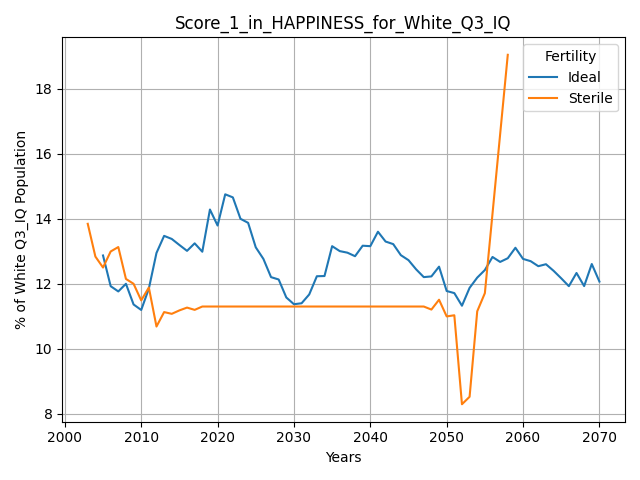 Score_1_in_HAPPINESS_for_White_Q3_IQ
Fertility
Ideal
Sterile
% of White Q3_IQ Population
18
16
14
12
10
8
2000 2010 2020 2030 2040 2050 2060 2070
Years